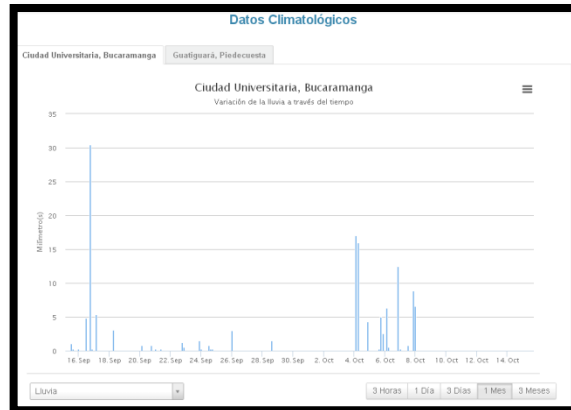 Datos Climatológicos
Ciudad Universitaria, Bucaramanga
Guatiguará, Piedecuesta
Ciudad Universitaria, Bucaramanga
Variación de la lluvia a través del tiempo
Milímetro(s)
35
30
25
20
15
10
5
0
16. Sep 18. Sep 20. Sep 22. Sep 24. Sep 26. Sep 28. Sep 30. Sep 2. Oct 4. Oct 6. Oct 8. Oct 10. Oct 12. Oct 14. Oct
Lluvia
3 Horas 1 Día 3 Días 1 Mes 3 Meses